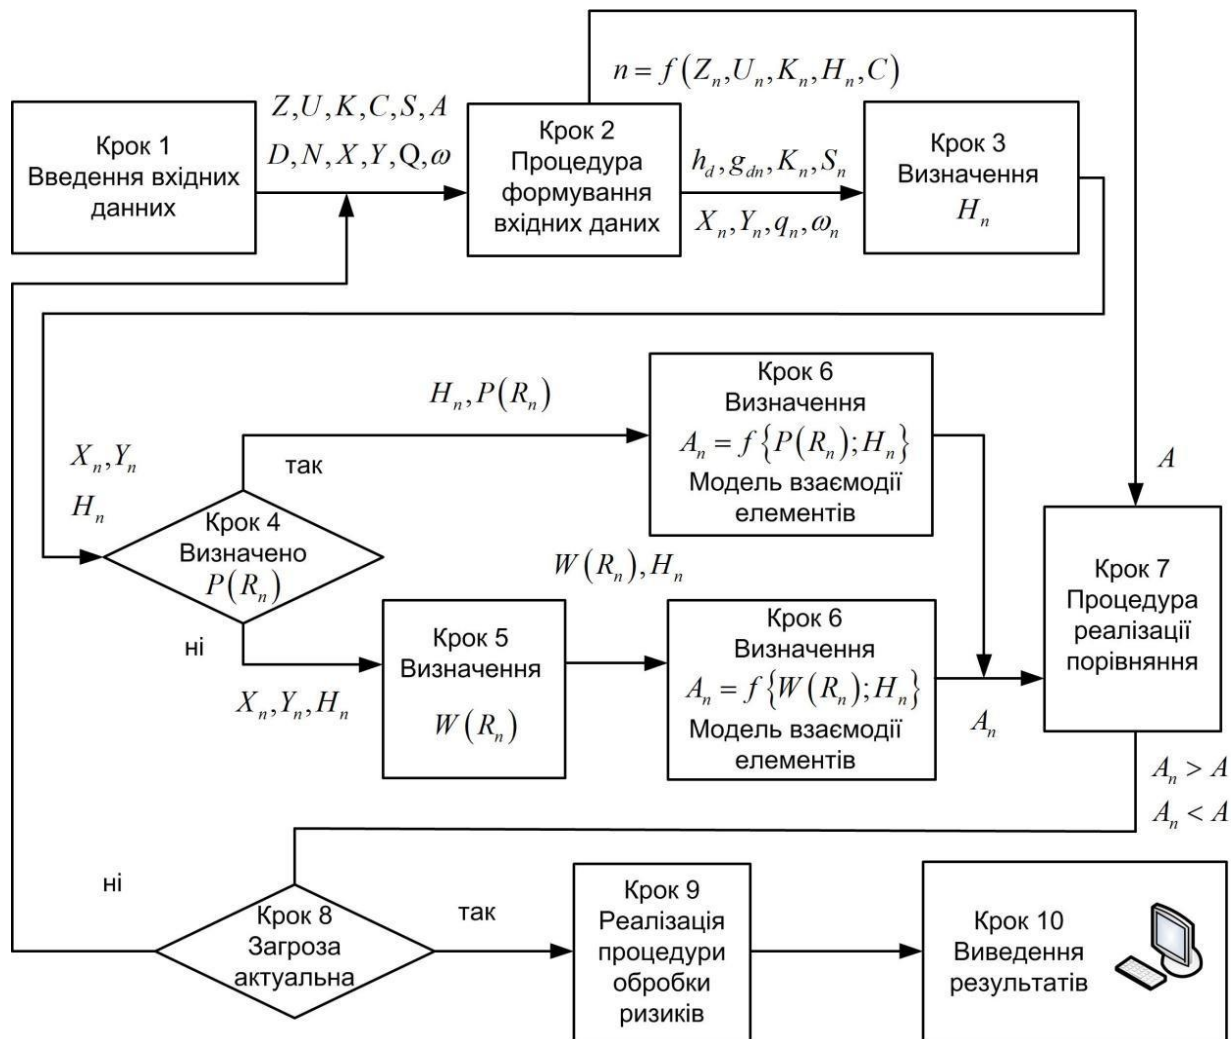 n = f(Zₙ, Uₙ, Kₙ, Hₙ, C)
Крок 1
Введення вхідних
данних
Z, U, K, C, S, A
D, N, X, Y, Q, ω
Крок 2
Процедура
формування
вхідних даних
h_d, g_dn, Kₙ, Sₙ
Xₙ, Yₙ, qₙ, ωₙ
Крок 3
Визначення
Hₙ
Xₙ, Yₙ
Hₙ
Крок 4
Визначено
P(Rₙ)
так
Hₙ, P(Rₙ)
Крок 6
Визначення
Aₙ = f{P(Rₙ); Hₙ}
Модель взаємодії
елементів
A
ні
Xₙ, Yₙ, Hₙ
Крок 5
Визначення
W(Rₙ)
W(Rₙ), Hₙ
Крок 6
Визначення
Aₙ = f{W(Rₙ); Hₙ}
Модель взаємодії
елементів
Aₙ
Крок 7
Процедура
реалізації
порівняння
Aₙ > A
Aₙ < A
ні
Крок 8
Загроза
актуальна
так
Крок 9
Реалізація
процедури
обробки
ризиків
Крок 10
Виведення
результатів